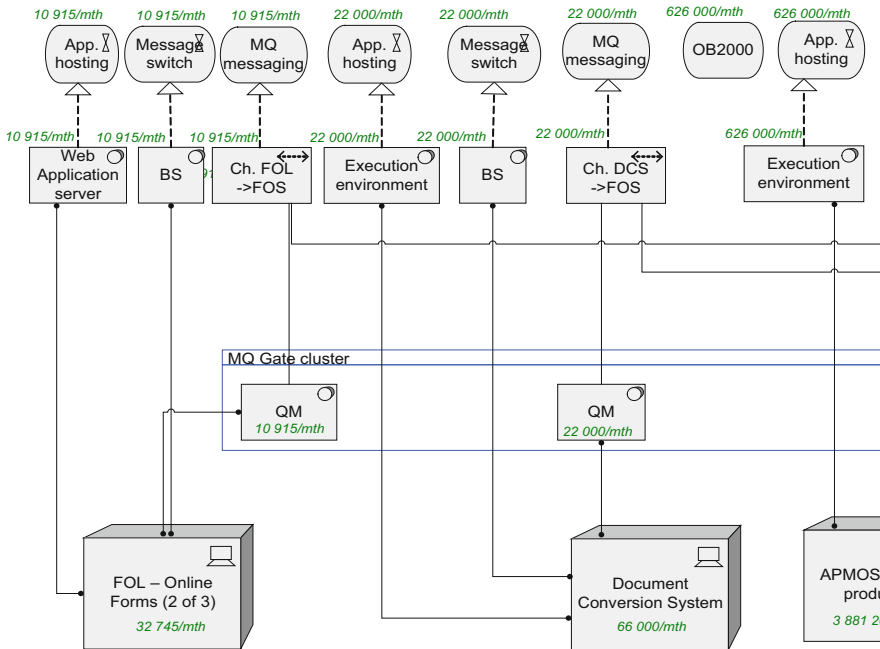 10 915/mth 10 915/mth 10 915/mth 22 000/mth 22 000/mth 22 000/mth 626 000/mth 626 000/mth
App. hosting
Message switch
MQ messaging
App. hosting
Message switch
MQ messaging
OB2000
App. hosting
10 915/mth 10 915/mth 10 915/mth 22 000/mth 22 000/mth 22 000/mth 626 000/mth
Web
Application
server
BS
Ch. FOL
->FOS
Execution
environment
BS
Ch. DCS
->FOS
Execution
environment
MQ Gate cluster
QM
10 915/mth
QM
22 000/mth
FOL – Online
Forms (2 of 3)
32 745/mth
Document
Conversion System
66 000/mth
APMOS
3 881